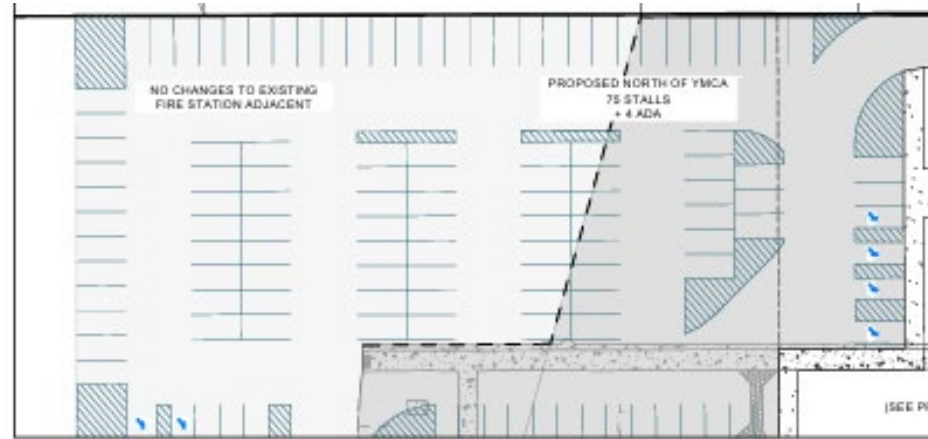 NO CHANGES TO EXISTING
FIRE STATION ADJACENT
PROPOSED NORTH OF YMCA
75 STALLS
+ 4 ADA
(SEE